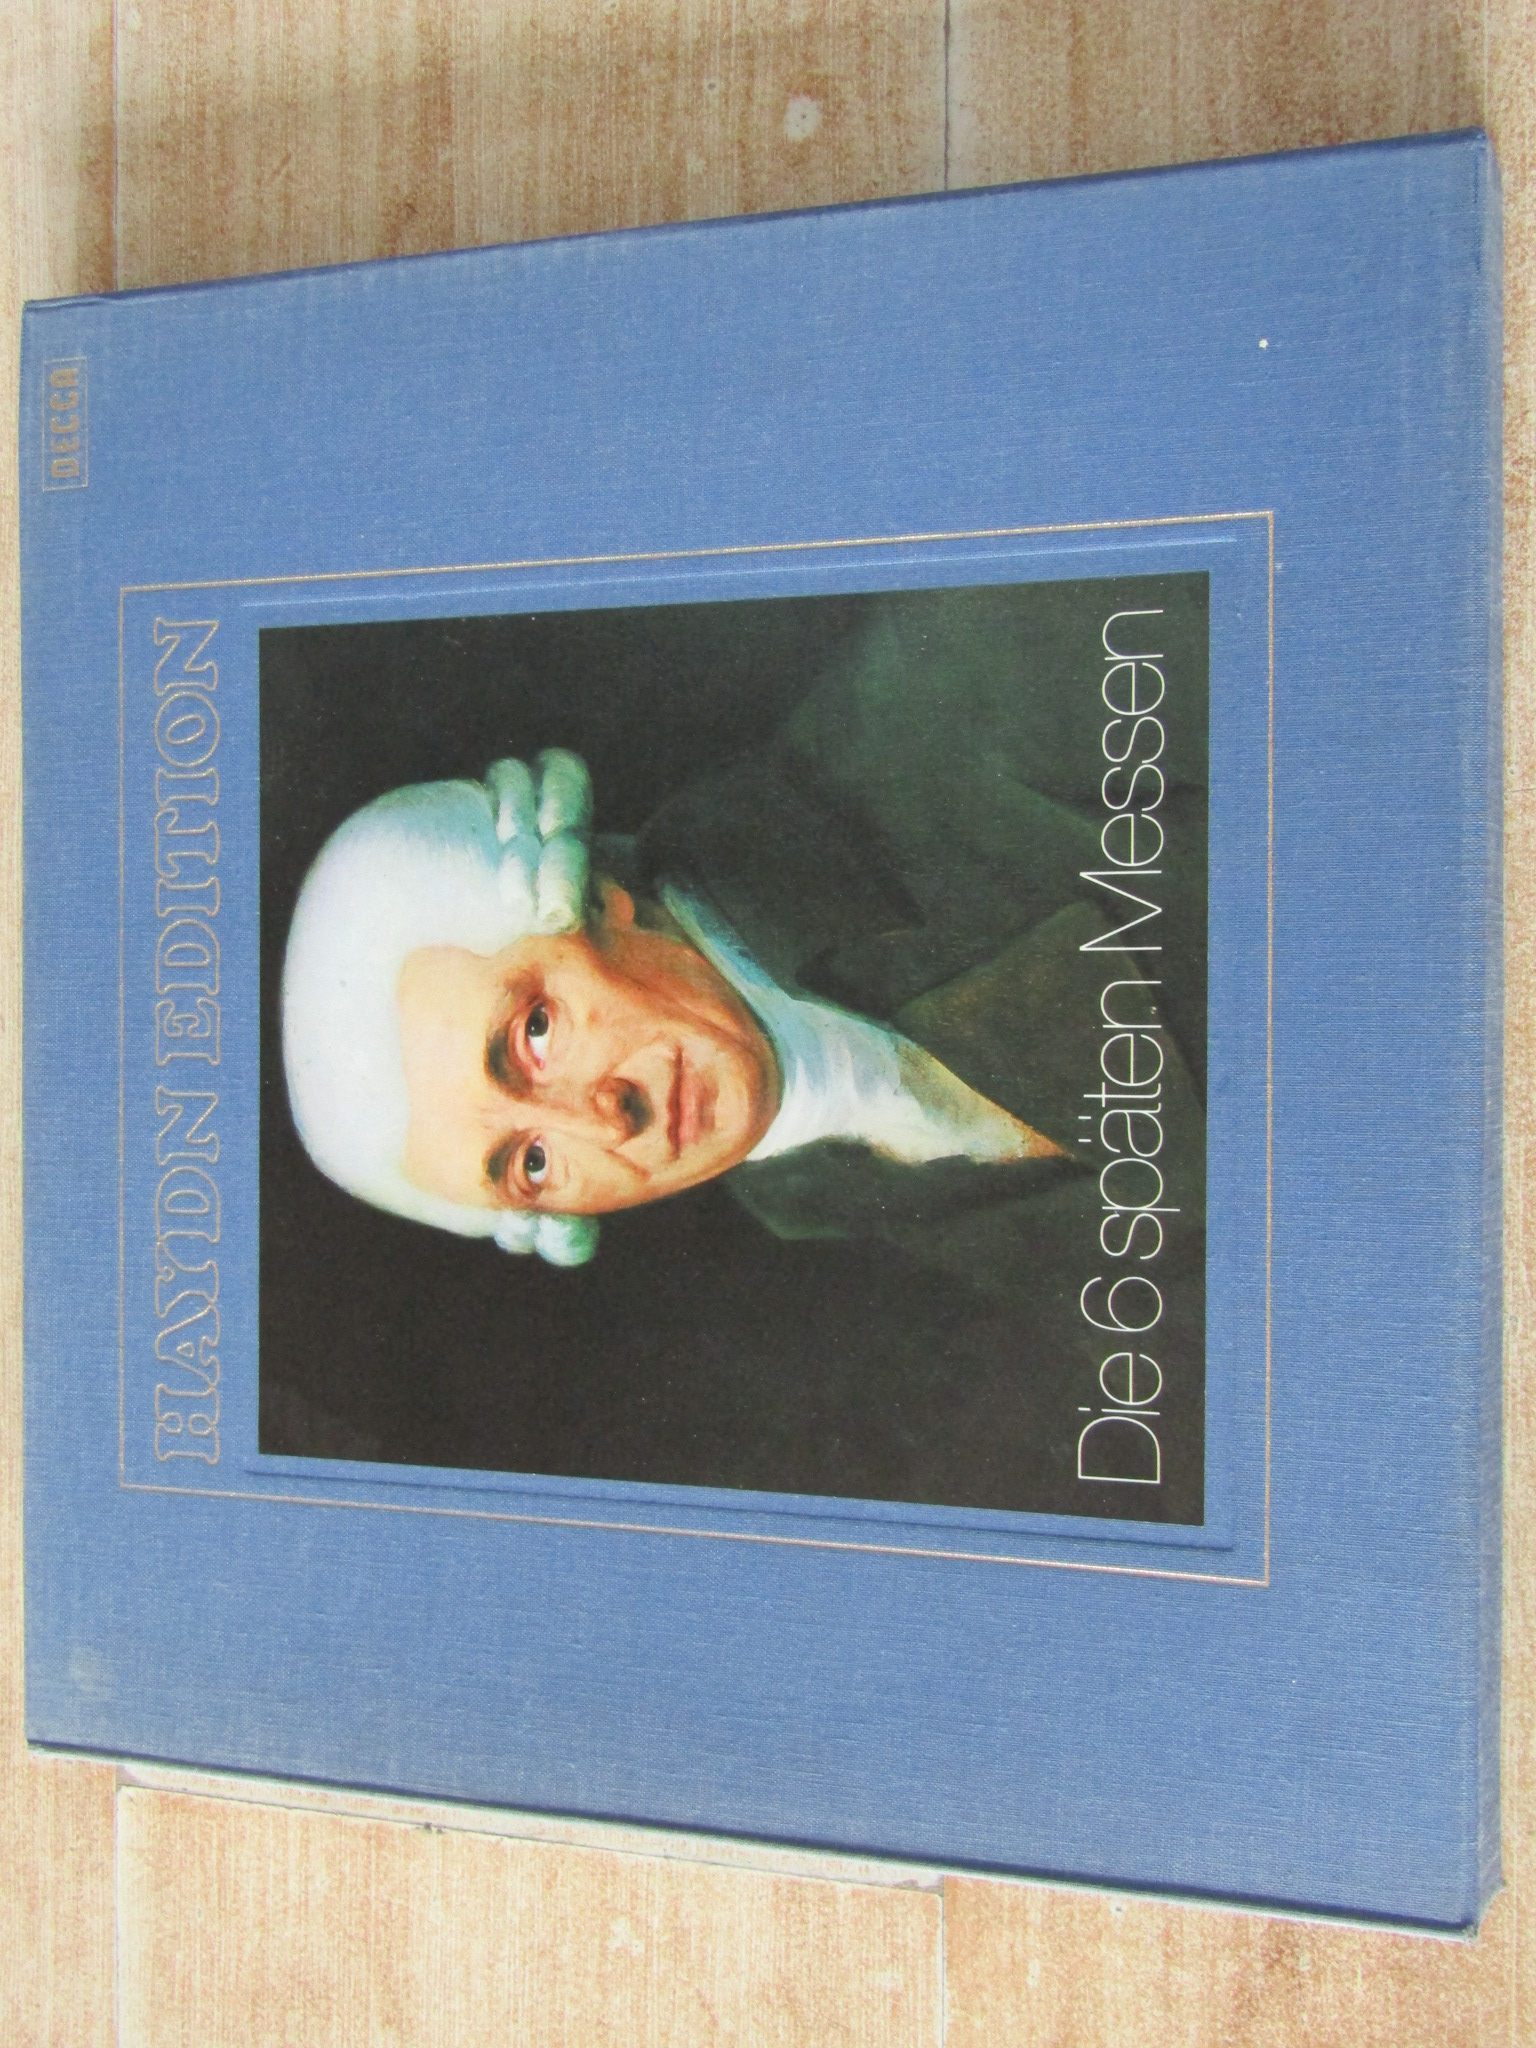 DECCA
HAYDN EDITION
Die 6 späten Messen